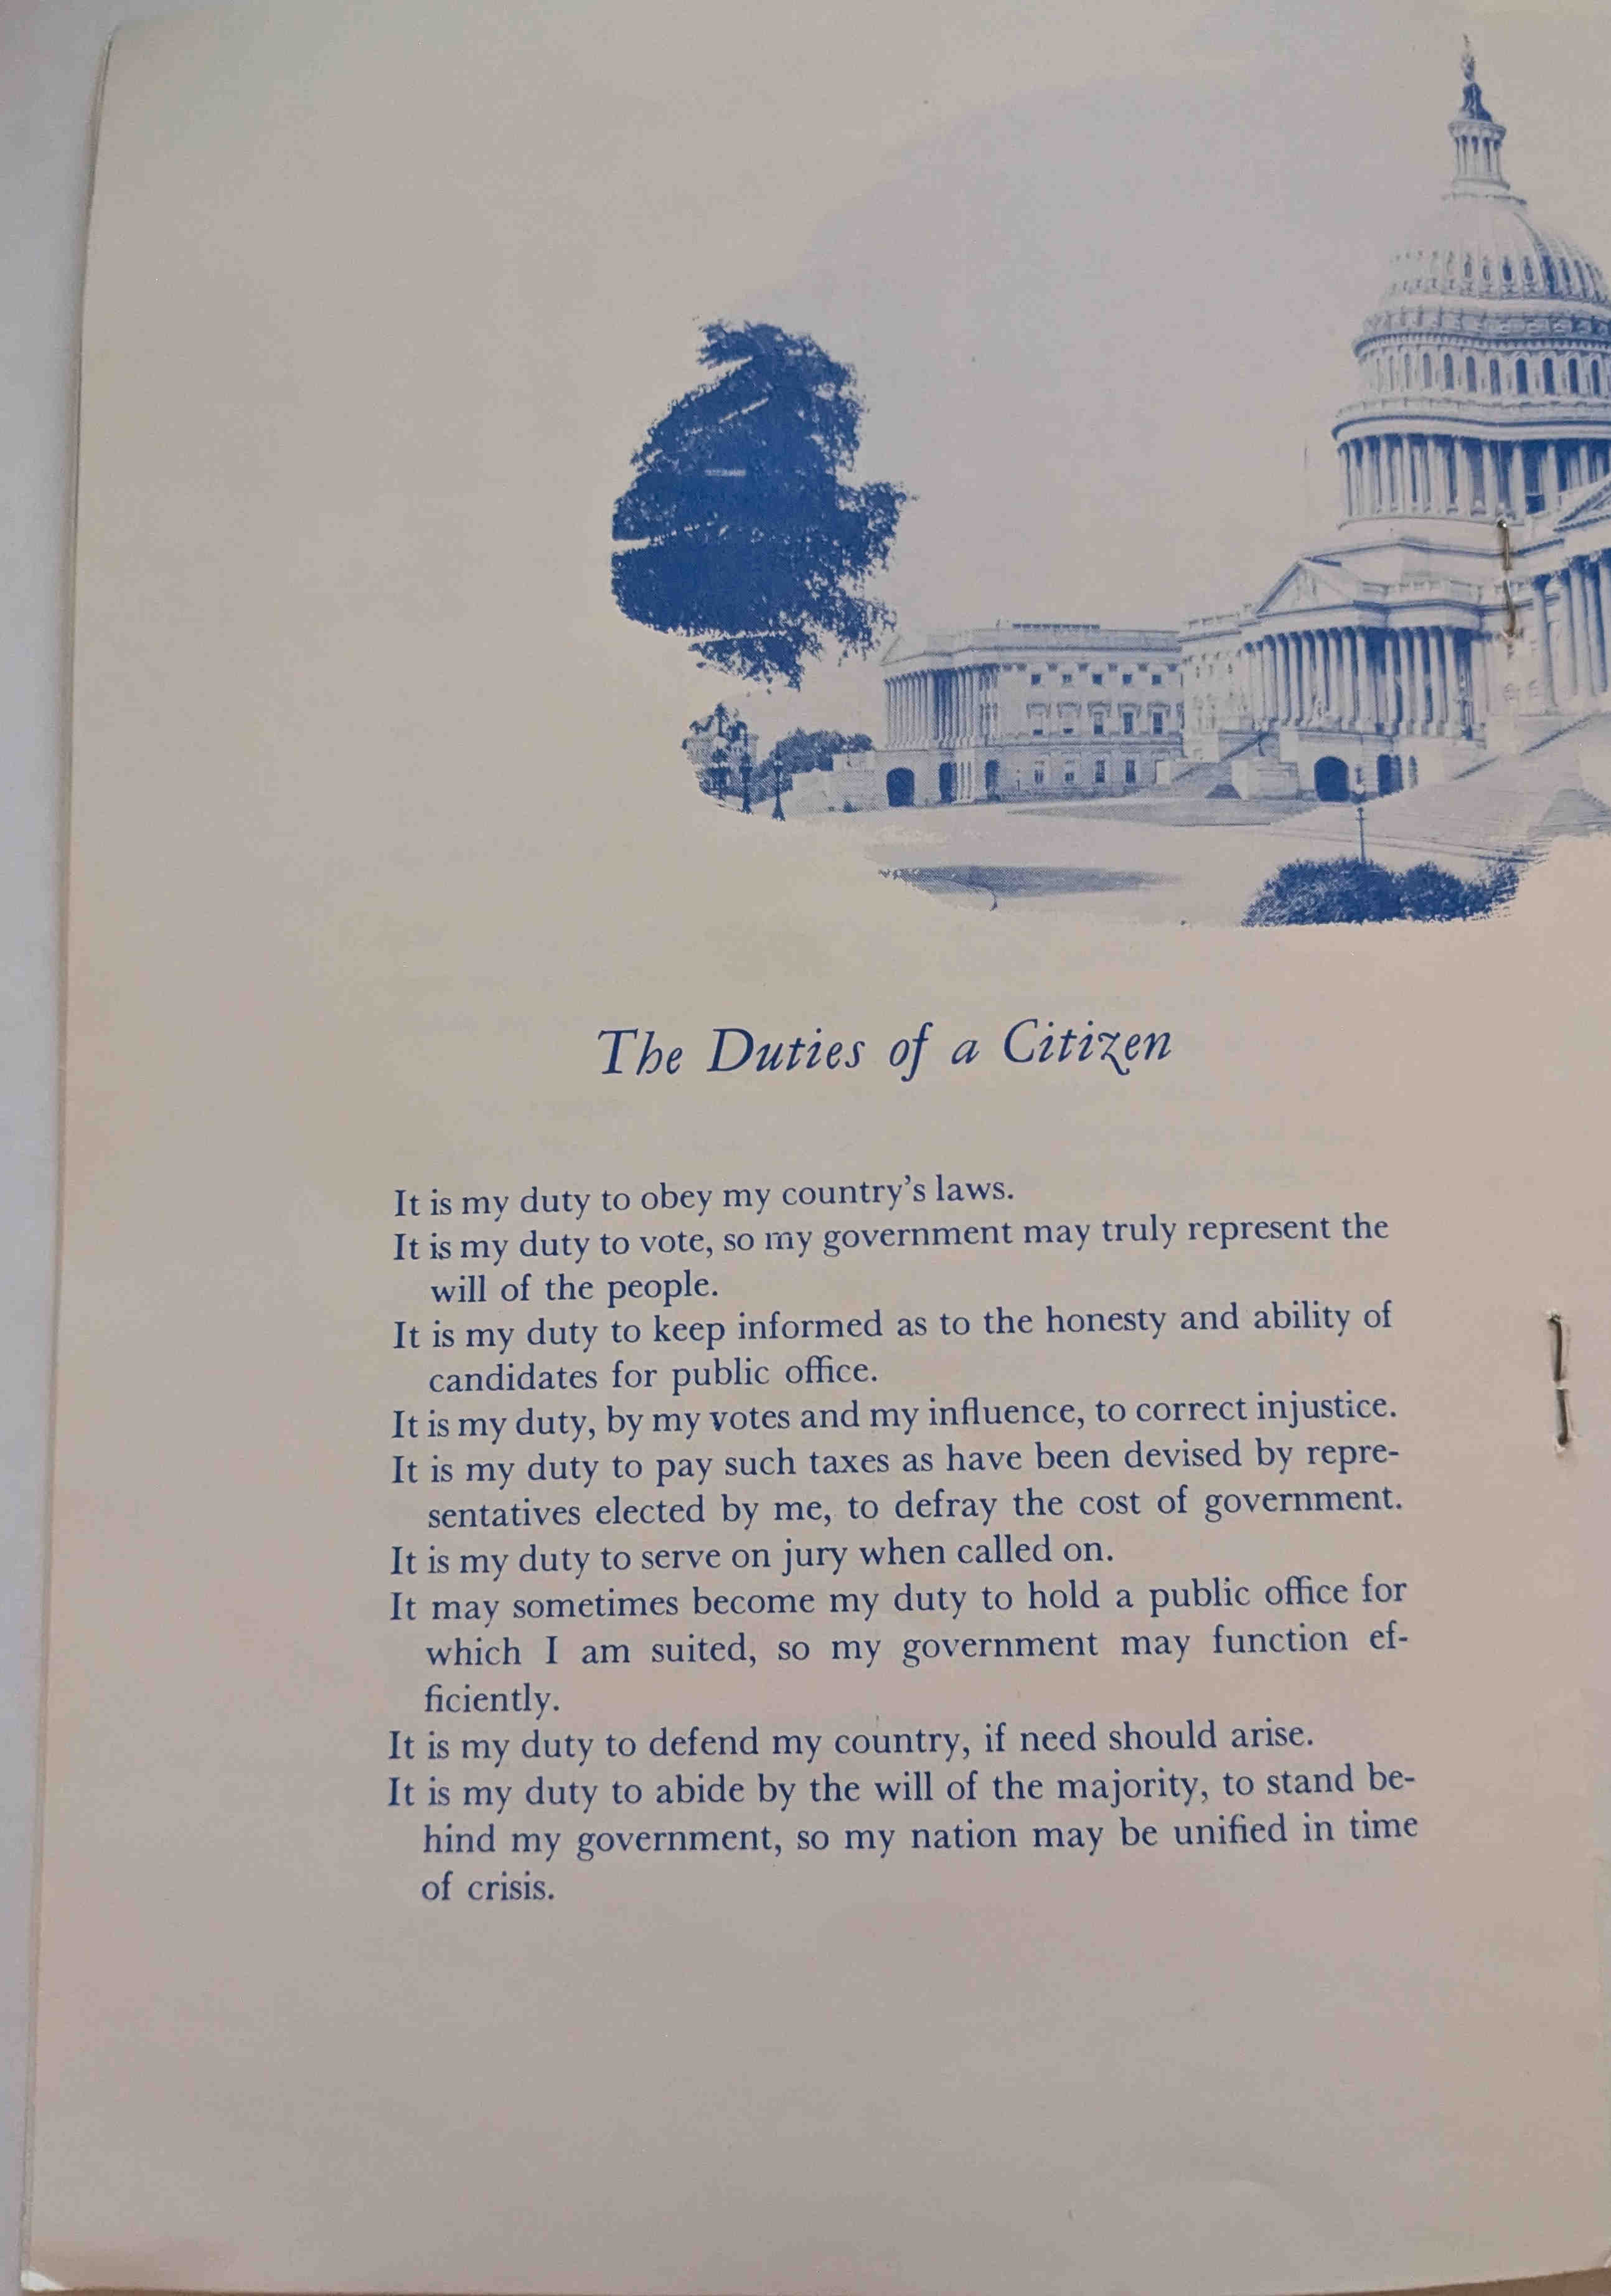 The Duties of a Citizen
It is my duty to obey my country's laws.
It is my duty to vote, so my government may truly represent the
will of the people.
It is my duty to keep informed as to the honesty and ability of
candidates for public office.
It is my duty, by my votes and my influence, to correct injustice.
It is my duty to pay such taxes as have been devised by repre-
sentatives elected by me, to defray the cost of government.
It is my duty to serve on jury when called on.
It may sometimes become my duty to hold a public office for
which I am suited, so my government may function ef-
ficiently.
It is my duty to defend my country, if need should arise.
It is my duty to abide by the will of the majority, to stand be-
hind my government, so my nation may be unified in time
of crisis.